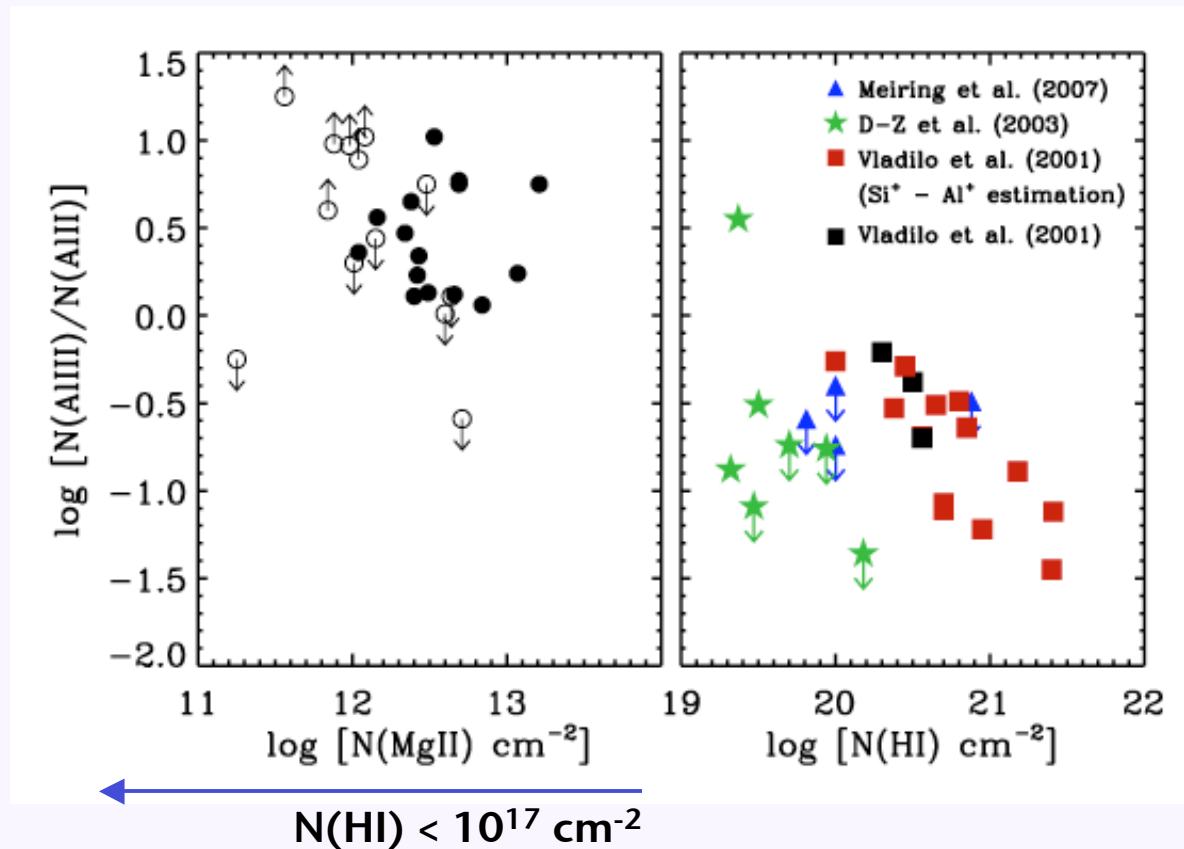 log [N(AlIII)/N(AlII)]
1.5
1.0
0.5
0.0
−0.5
−1.0
−1.5
−2.0
11 12 13
log [N(MgII) cm⁻²]
Meiring et al. (2007)
D-Z et al. (2003)
Vladilo et al. (2001)
(Si⁺ − Al⁺ estimation)
Vladilo et al. (2001)
19 20 21 22
log [N(HI) cm⁻²]
N(HI) < 10¹⁷ cm⁻²